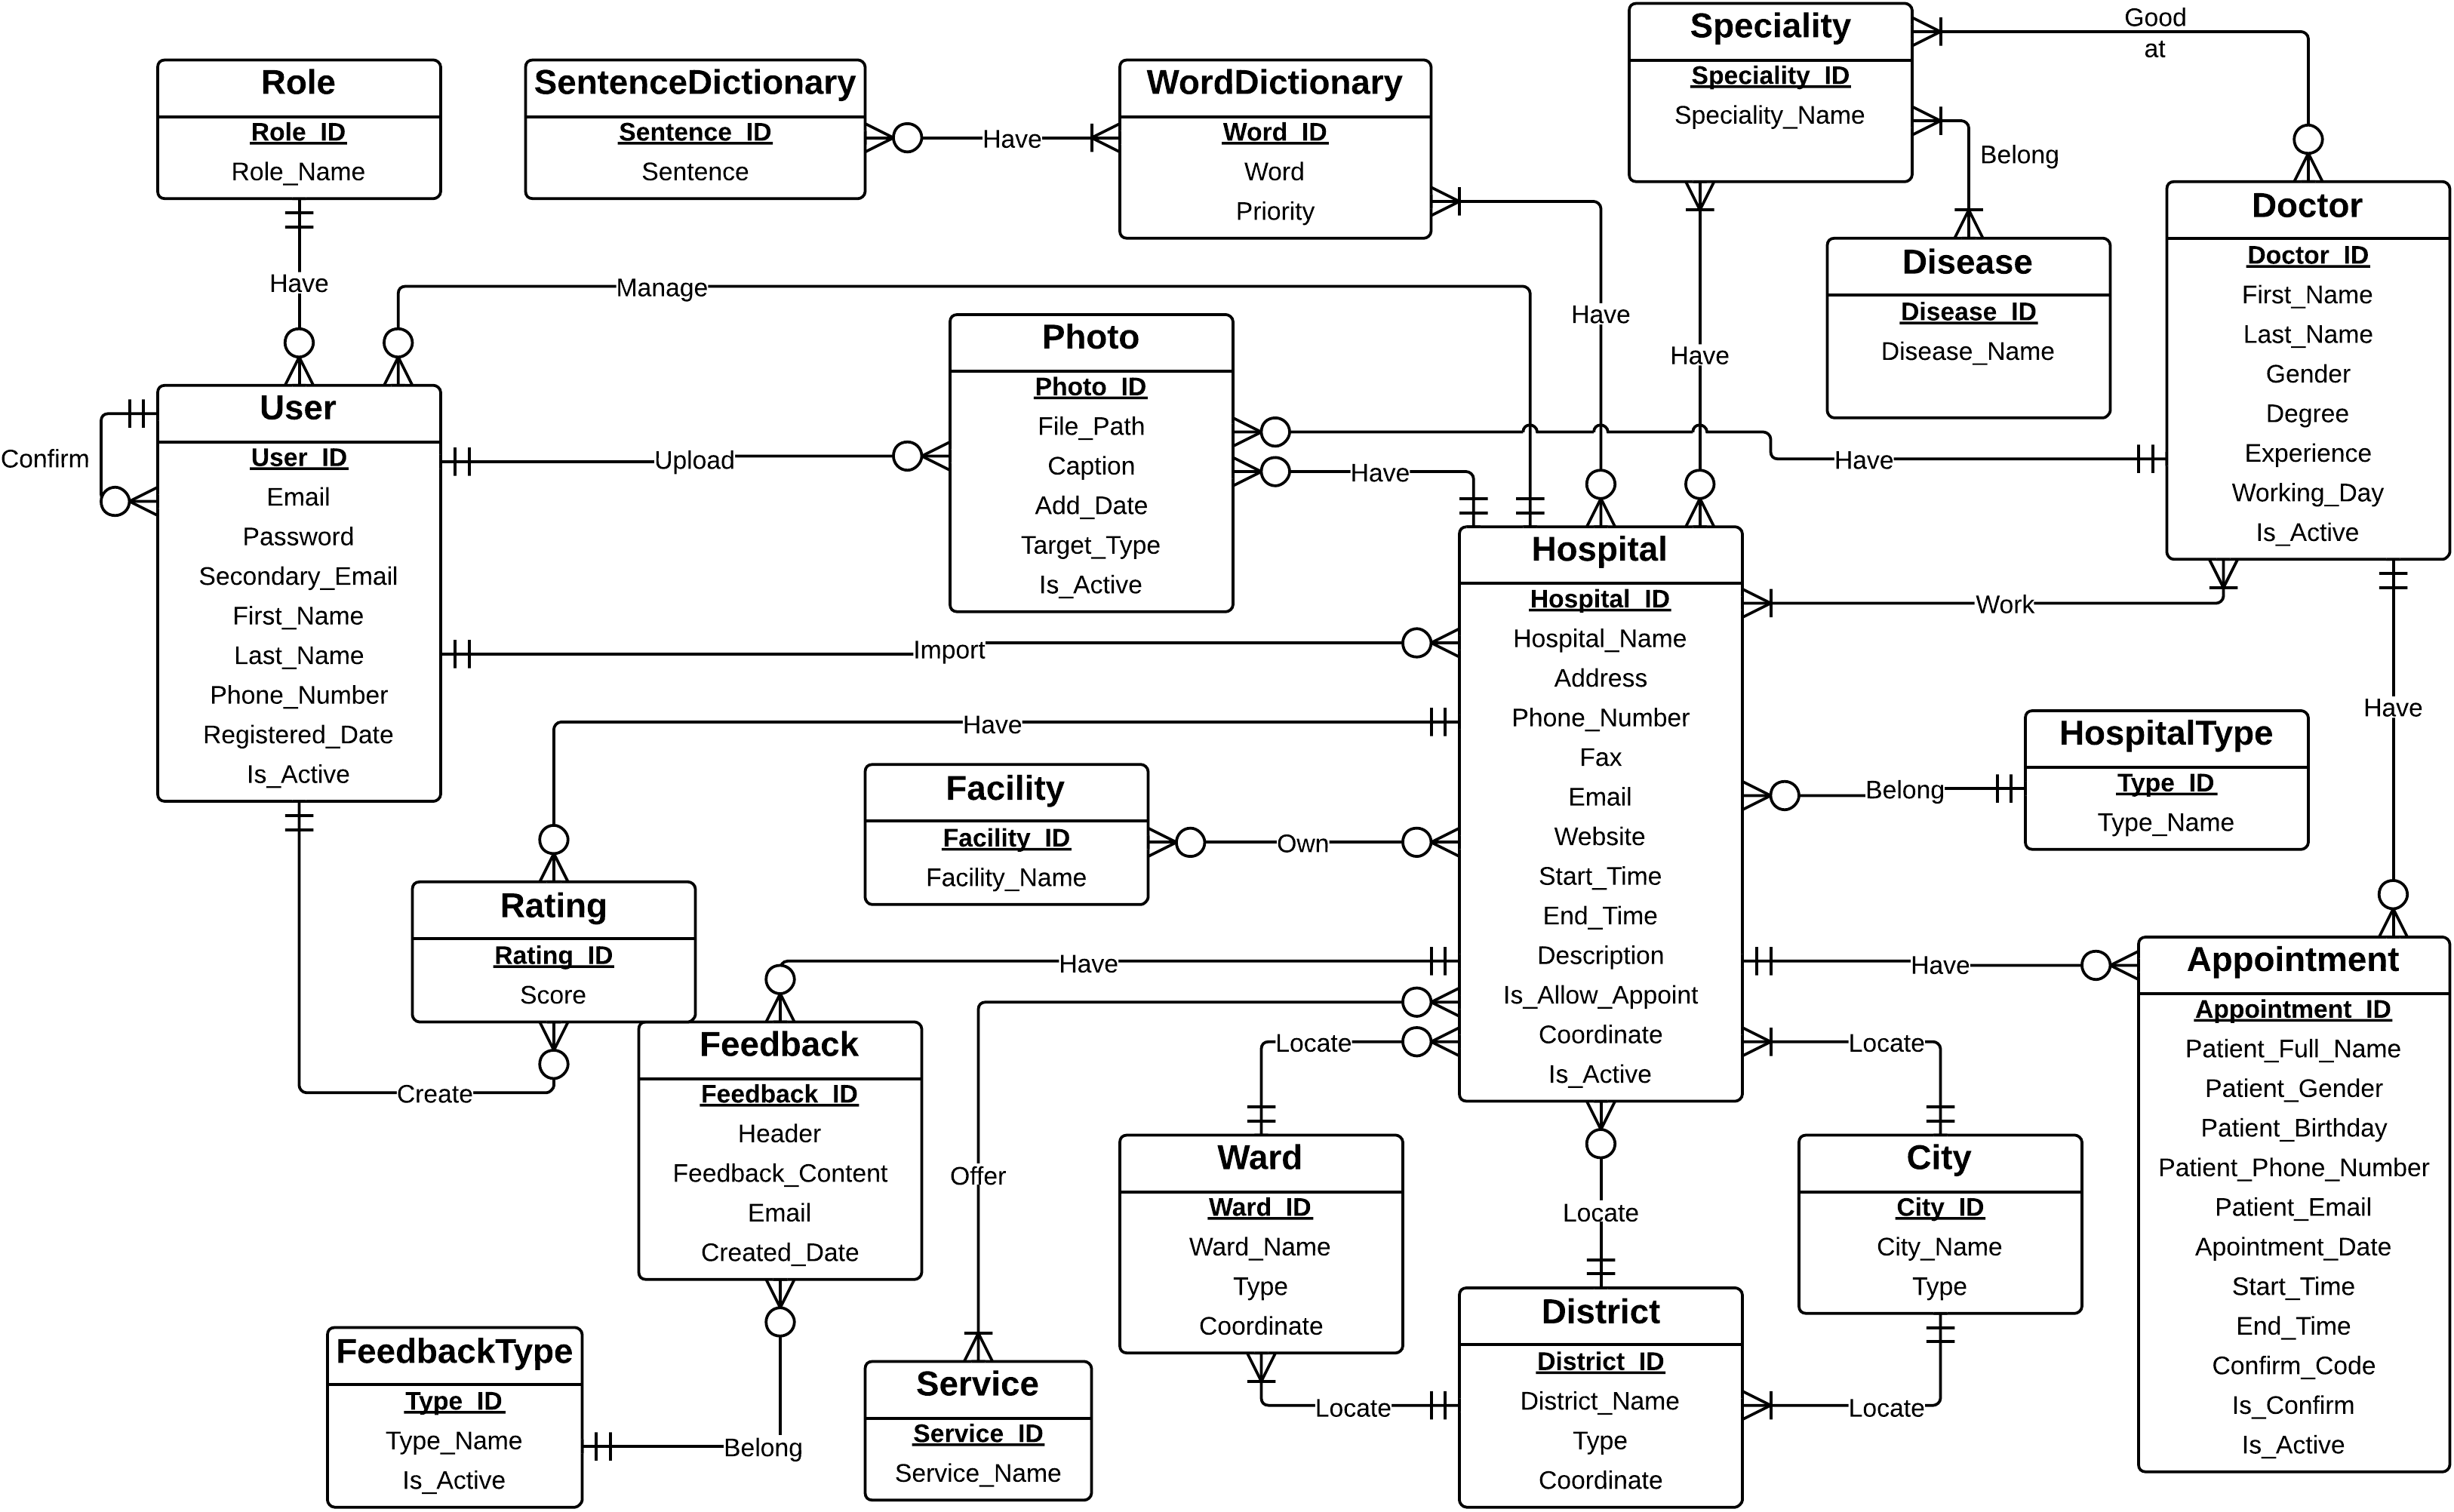 Role
Role_ID
Role_Name
SentenceDictionary
Sentence_ID
Sentence
Have
WordDictionary
Word_ID
Word
Priority
Speciality
Speciality_ID
Speciality_Name
Good
at
Belong
Disease
Disease_ID
Disease_Name
Doctor
Doctor_ID
First_Name
Last_Name
Gender
Degree
Experience
Working_Day
Is_Active
Have
Manage
Have
Have
Photo
Photo_ID
File_Path
Caption
Add_Date
Target_Type
Is_Active
User
User_ID
Email
Password
Secondary_Email
First_Name
Last_Name
Phone_Number
Registered_Date
Is_Active
Confirm
Upload
Have
Have
Import
Hospital
Hospital_ID
Hospital_Name
Address
Phone_Number
Fax
Email
Website
Start_Time
End_Time
Description
Is_Allow_Appoint
Coordinate
Is_Active
Work
Have
HospitalType
Type_ID
Type_Name
Belong
Have
Facility
Facility_ID
Facility_Name
Own
Rating
Rating_ID
Score
Have
Have
Create
Feedback
Feedback_ID
Header
Feedback_Content
Email
Created_Date
Offer
Locate
Locate
Locate
Ward
Ward_ID
Ward_Name
Type
Coordinate
City
City_ID
City_Name
Type
Appointment
Appointment_ID
Patient_Full_Name
Patient_Gender
Patient_Birthday
Patient_Phone_Number
Patient_Email
Apointment_Date
Start_Time
End_Time
Confirm_Code
Is_Confirm
Is_Active
FeedbackType
Type_ID
Type_Name
Is_Active
Belong
Service
Service_ID
Service_Name
Locate
District
District_ID
District_Name
Type
Coordinate
Locate